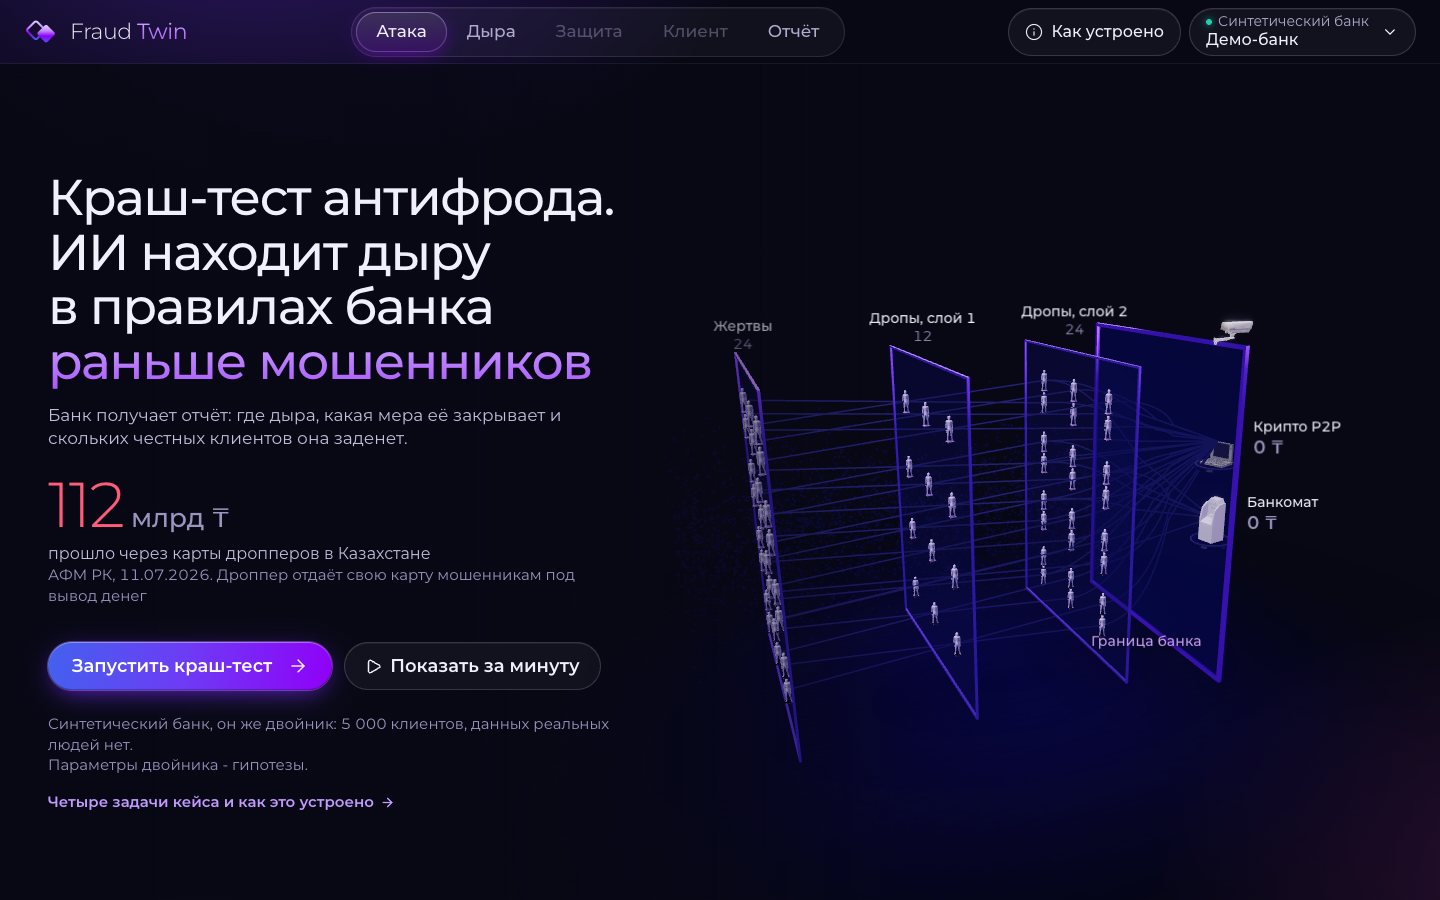 Fraud Twin
Атака
Дыра
Защита
Клиент
Отчёт
Как устроено
Синтетический банк
Демо-банк
Краш-тест антифрода.
ИИ находит дыру
в правилах банка
раньше мошенников
Банк получает отчёт: где дыра, какая мера её закрывает и
скольких честных клиентов она заденет.
112 млрд ₸
прошло через карты дропперов в Казахстане
АФМ РК, 11.07.2026. Дроппер отдаёт свою карту мошенникам под
вывод денег
Запустить краш-тест
Показать за минуту
Синтетический банк, он же двойник: 5 000 клиентов, данных реальных
людей нет.
Параметры двойника - гипотезы.
Четыре задачи кейса и как это устроено
Жертвы
24
Дропы, слой 1
12
Дропы, слой 2
24
Крипто P2P
0 ₸
Банкомат
0 ₸
Граница банка